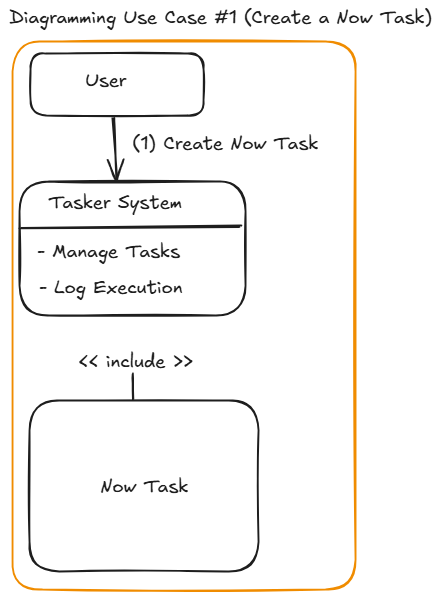 Diagramming Use Case #1 (Create a Now Task)
User
(1) Create Now Task
Tasker System
- Manage Tasks
- Log Execution
<< include >>
Now Task